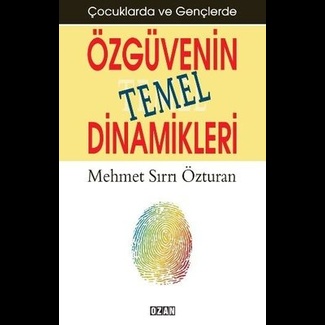 Çocuklarda ve Gençlerde
ÖZGÜVENİN
TEMEL
DİNAMİKLERİ
Mehmet Sırrı Özturan
OZAN